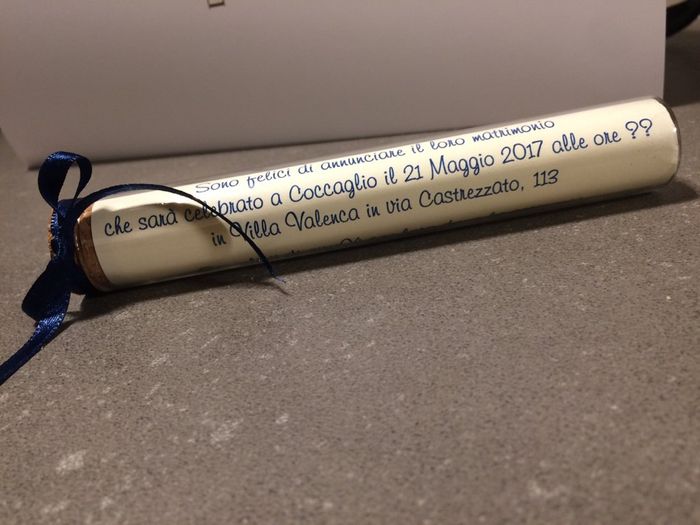 Sono felici di annunciare il loro matrimonio
che sarà celebrato a Coccaglio il 21 Maggio 2017 alle ore ??
in Villa Valenca in via Castrezzato, 113